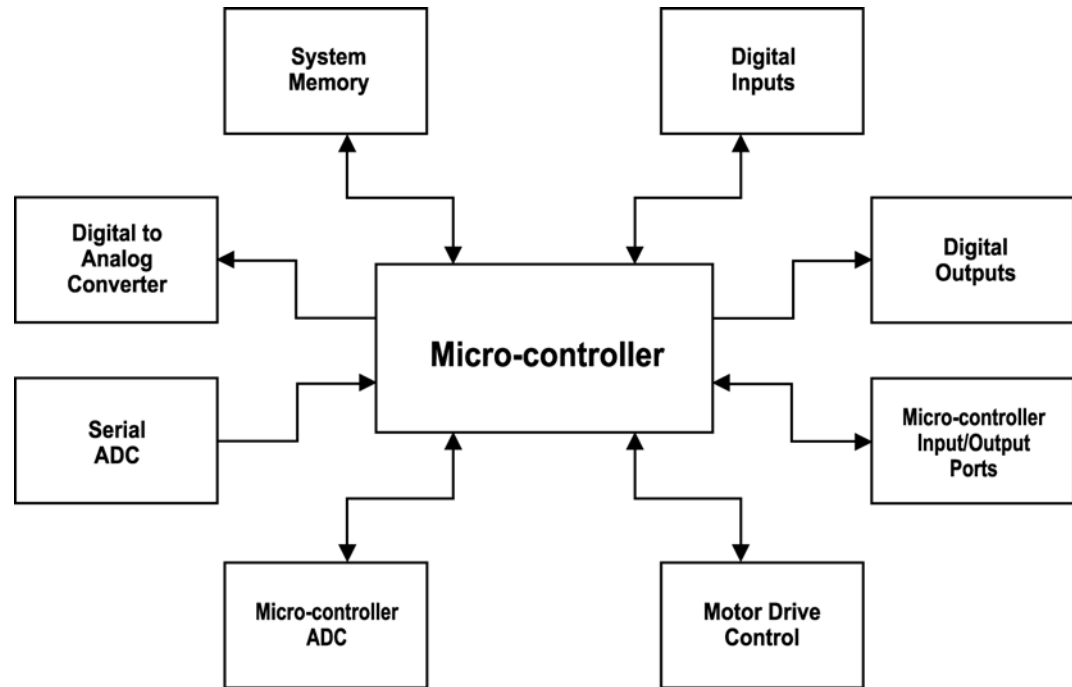 System
Memory
Digital
Inputs
Digital to
Analog
Converter
Digital
Outputs
Micro-controller
Serial
ADC
Micro-controller
Input/Output
Ports
Micro-controller
ADC
Motor Drive
Control